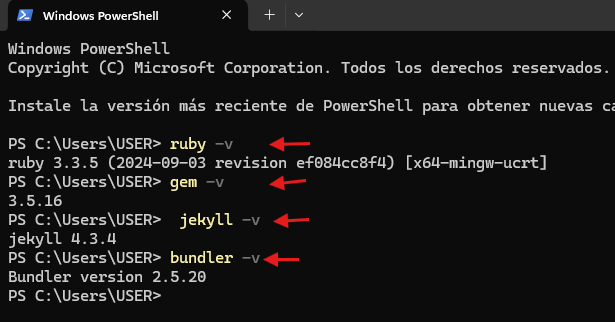 Windows PowerShell
Windows PowerShell
Copyright (C) Microsoft Corporation. Todos los derechos reservados.
Instale la versión más reciente de PowerShell para obtener nuevas ca
PS C:\Users\USER> ruby -v
ruby 3.3.5 (2024-09-03 revision ef084cc8f4) [x64-mingw-ucrt]
PS C:\Users\USER> gem -v
3.5.16
PS C:\Users\USER>  jekyll -v
jekyll 4.3.4
PS C:\Users\USER> bundler -v
Bundler version 2.5.20
PS C:\Users\USER>